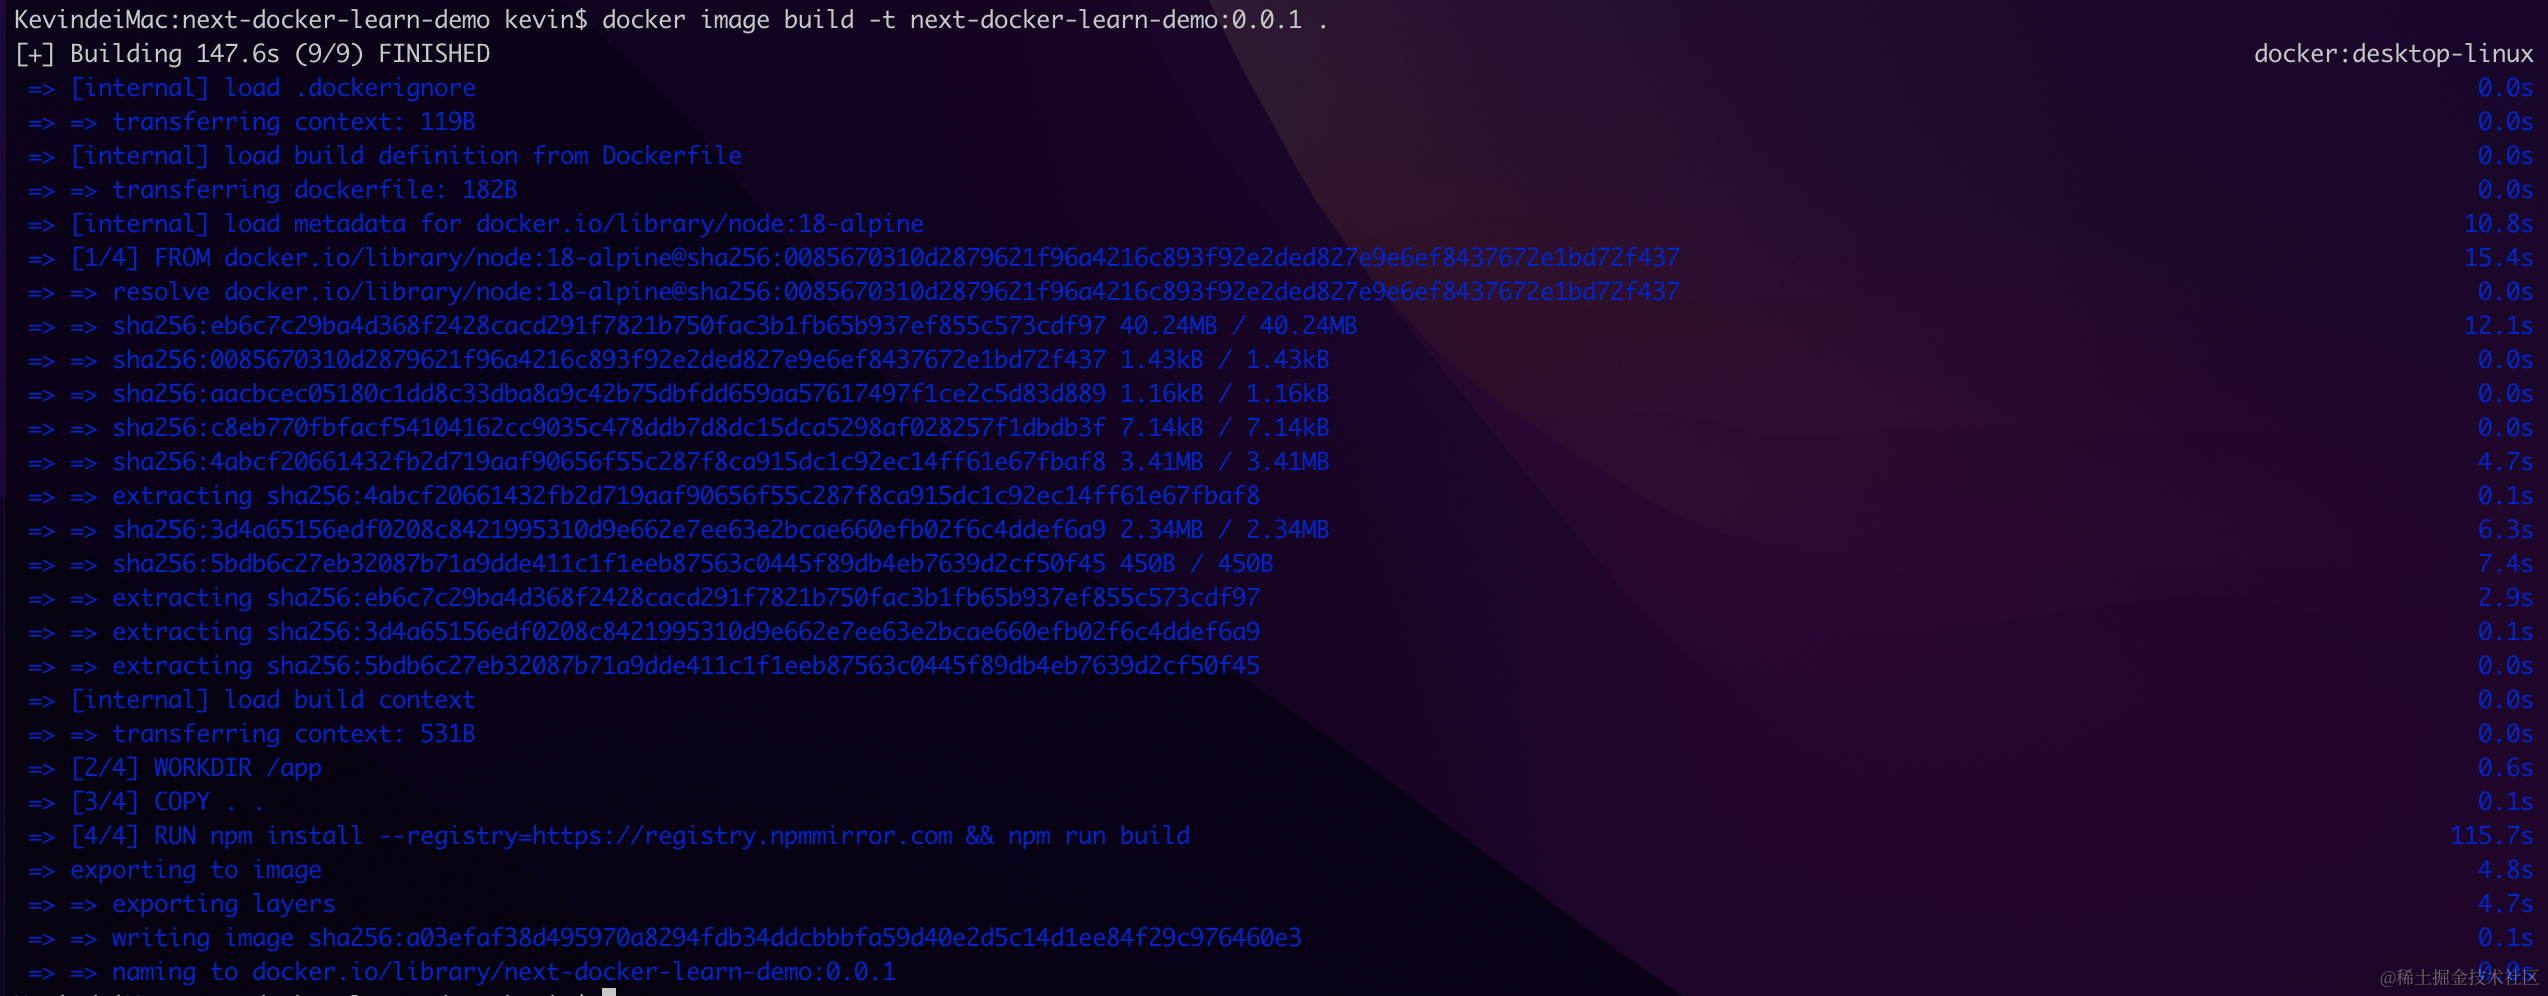 KevindeiMac:next-docker-learn-demo kevin$ docker image build -t next-docker-learn-demo:0.0.1 .
[+] Building 147.6s (9/9) FINISHED docker:desktop-linux
=> [internal] load .dockerignore 0.0s
=> => transferring context: 119B 0.0s
=> [internal] load build definition from Dockerfile 0.0s
=> => transferring dockerfile: 182B 0.0s
=> [internal] load metadata for docker.io/library/node:18-alpine 10.8s
=> [1/4] FROM docker.io/library/node:18-alpine@sha256:0085670310d2879621f96a4216c893f92e2ded827e9e6ef8437672e1bd72f437 15.4s
=> => resolve docker.io/library/node:18-alpine@sha256:0085670310d2879621f96a4216c893f92e2ded827e9e6ef8437672e1bd72f437 0.0s
=> => sha256:eb6c7c29ba4d368f2428cacd291f7821b750fac3b1fb65b937ef855c573cdf97 40.24MB / 40.24MB 12.1s
=> => sha256:0085670310d2879621f96a4216c893f92e2ded827e9e6ef8437672e1bd72f437 1.43kB / 1.43kB 0.0s
=> => sha256:aacbcec05180c1dd8c33dba8a9c42b75dbfdd659aa57617497f1ce2c5d83d889 1.16kB / 1.16kB 0.0s
=> => sha256:c8eb770fbfacf54104162cc9035c478ddb7d8dc15dca5298af028257f1dbdb3f 7.14kB / 7.14kB 0.0s
=> => sha256:4abcf20661432fb2d719aaf90656f55c287f8ca915dc1c92ec14ff61e67fbaf8 3.41MB / 3.41MB 4.7s
=> => extracting sha256:4abcf20661432fb2d719aaf90656f55c287f8ca915dc1c92ec14ff61e67fbaf8 0.1s
=> => sha256:3d4a65156edf0208c8421995310d9e662e7ee63e2bcae660efb02f6c4ddef6a9 2.34MB / 2.34MB 6.3s
=> => sha256:5bdb6c27eb32087b71a9dde411c1f1eeb87563c0445f89db4eb7639d2cf50f45 450B / 450B 7.4s
=> => extracting sha256:eb6c7c29ba4d368f2428cacd291f7821b750fac3b1fb65b937ef855c573cdf97 2.9s
=> => extracting sha256:3d4a65156edf0208c8421995310d9e662e7ee63e2bcae660efb02f6c4ddef6a9 0.1s
=> => extracting sha256:5bdb6c27eb32087b71a9dde411c1f1eeb87563c0445f89db4eb7639d2cf50f45 0.0s
=> [internal] load build context 0.0s
=> => transferring context: 531B 0.0s
=> [2/4] WORKDIR /app 0.6s
=> [3/4] COPY . . 0.1s
=> [4/4] RUN npm install --registry=https://registry.npmmirror.com && npm run build 115.7s
=> exporting to image 4.8s
=> => exporting layers 4.7s
=> => writing image sha256:a03efaf38d495970a8294fdb34ddcbbbfa59d40e2d5c14d1ee84f29c976460e3 0.1s
=> => naming to docker.io/library/next-docker-learn-demo:0.0.1 0.0s
@稀土掘金技术社区